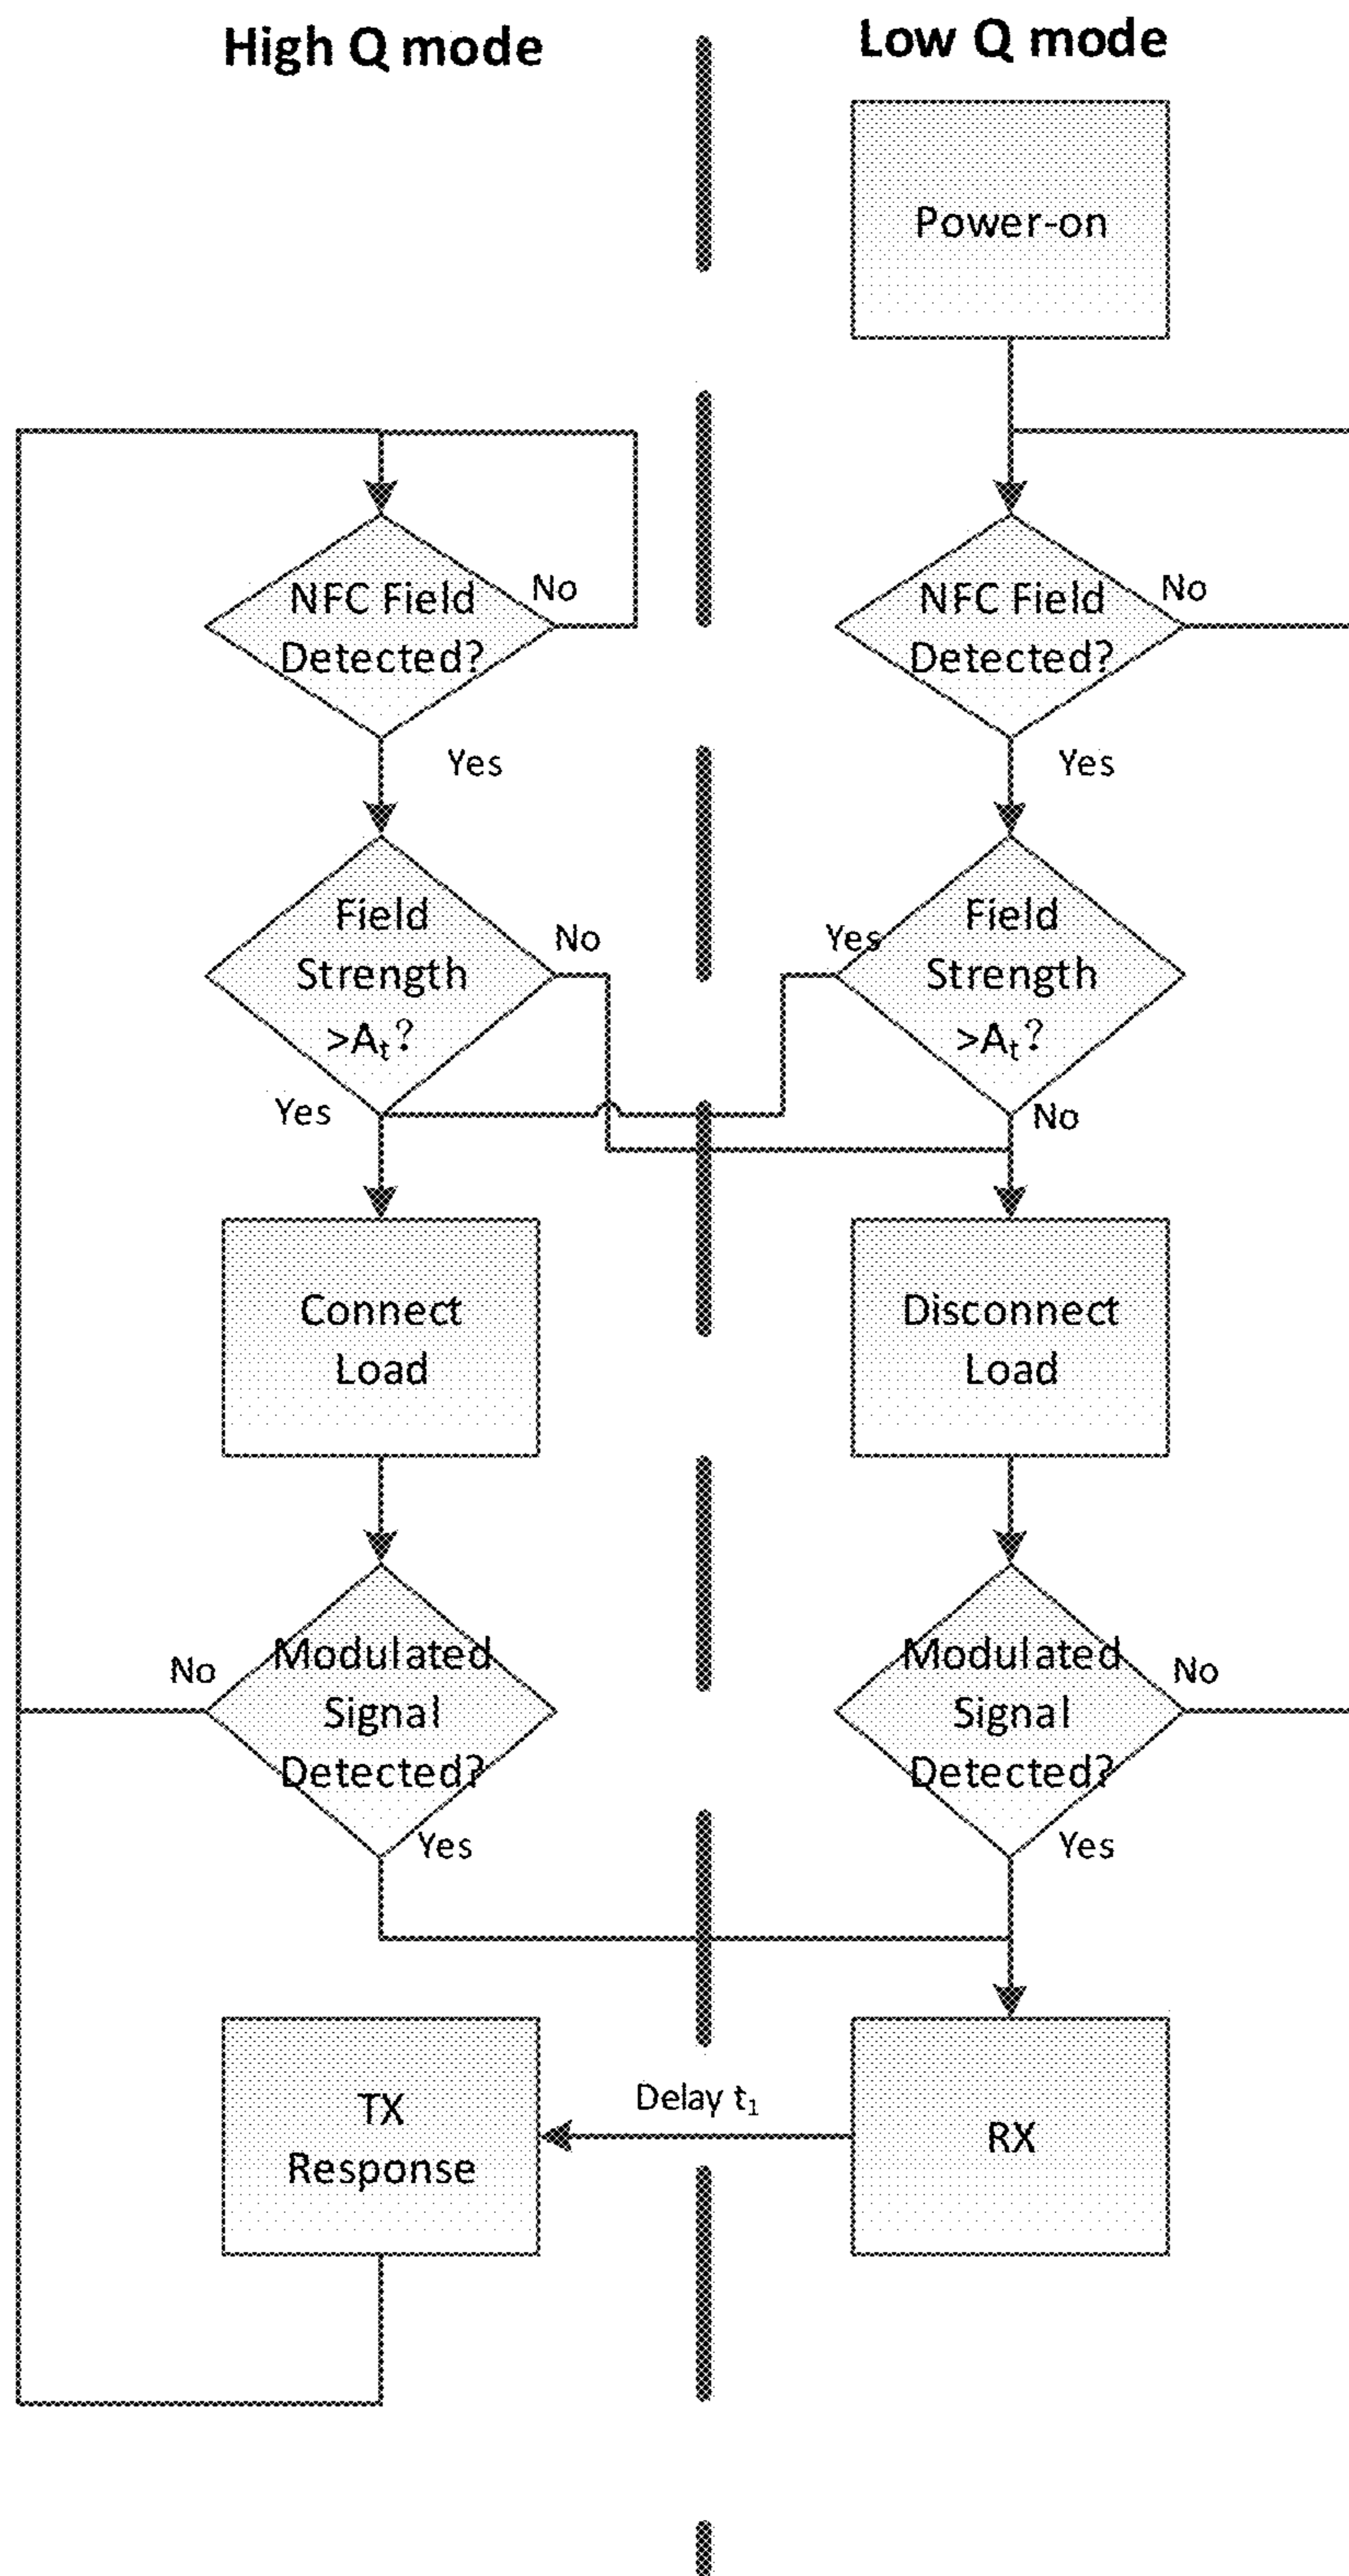 High Q mode
Low Q mode
Power-on
NFC Field
Detected?
No
Yes
NFC Field
Detected?
No
Yes
Field
Strength
>At?
No
Yes
Field
Strength
>At?
Yes
No
Connect
Load
Disconnect
Load
Modulated
Signal
Detected?
No
Yes
Modulated
Signal
Detected?
No
Yes
TX
Response
Delay t1
RX